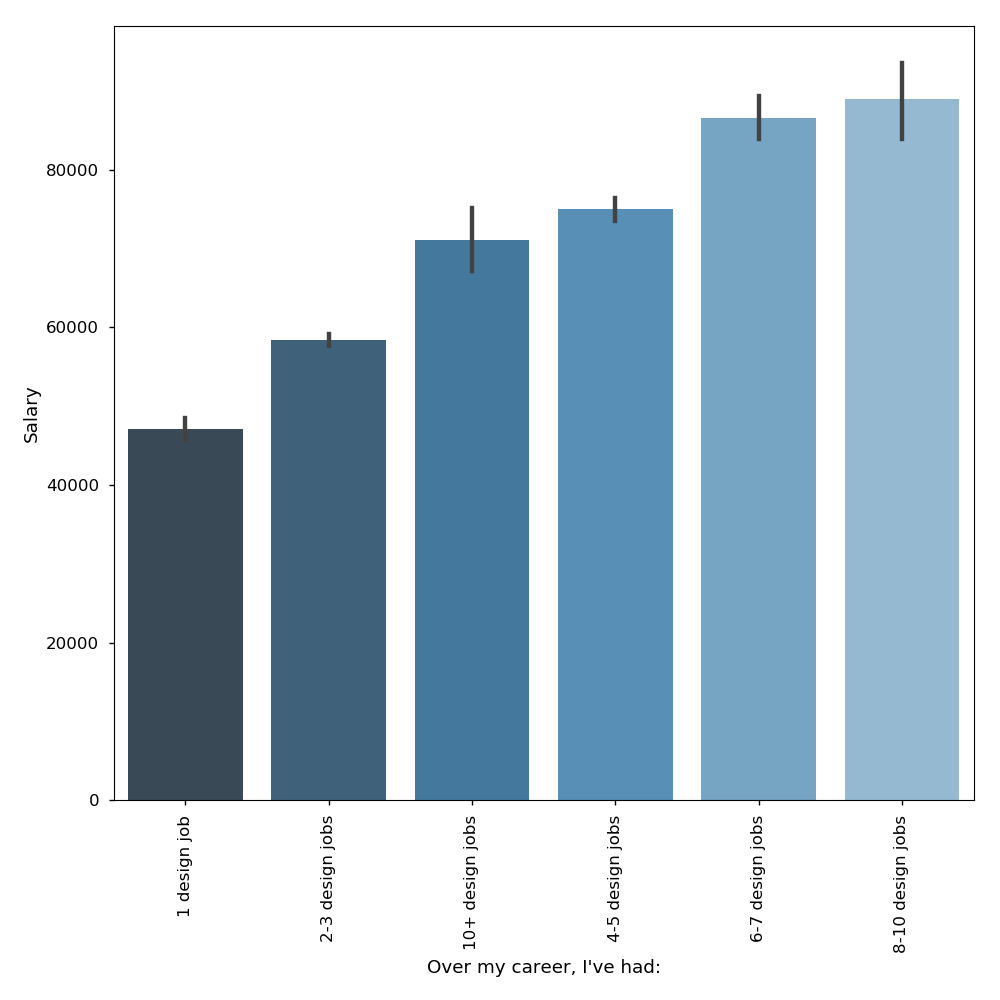 80000
60000
40000
20000
0
Salary
1 design job
2-3 design jobs
10+ design jobs
4-5 design jobs
6-7 design jobs
8-10 design jobs
Over my career, I've had: